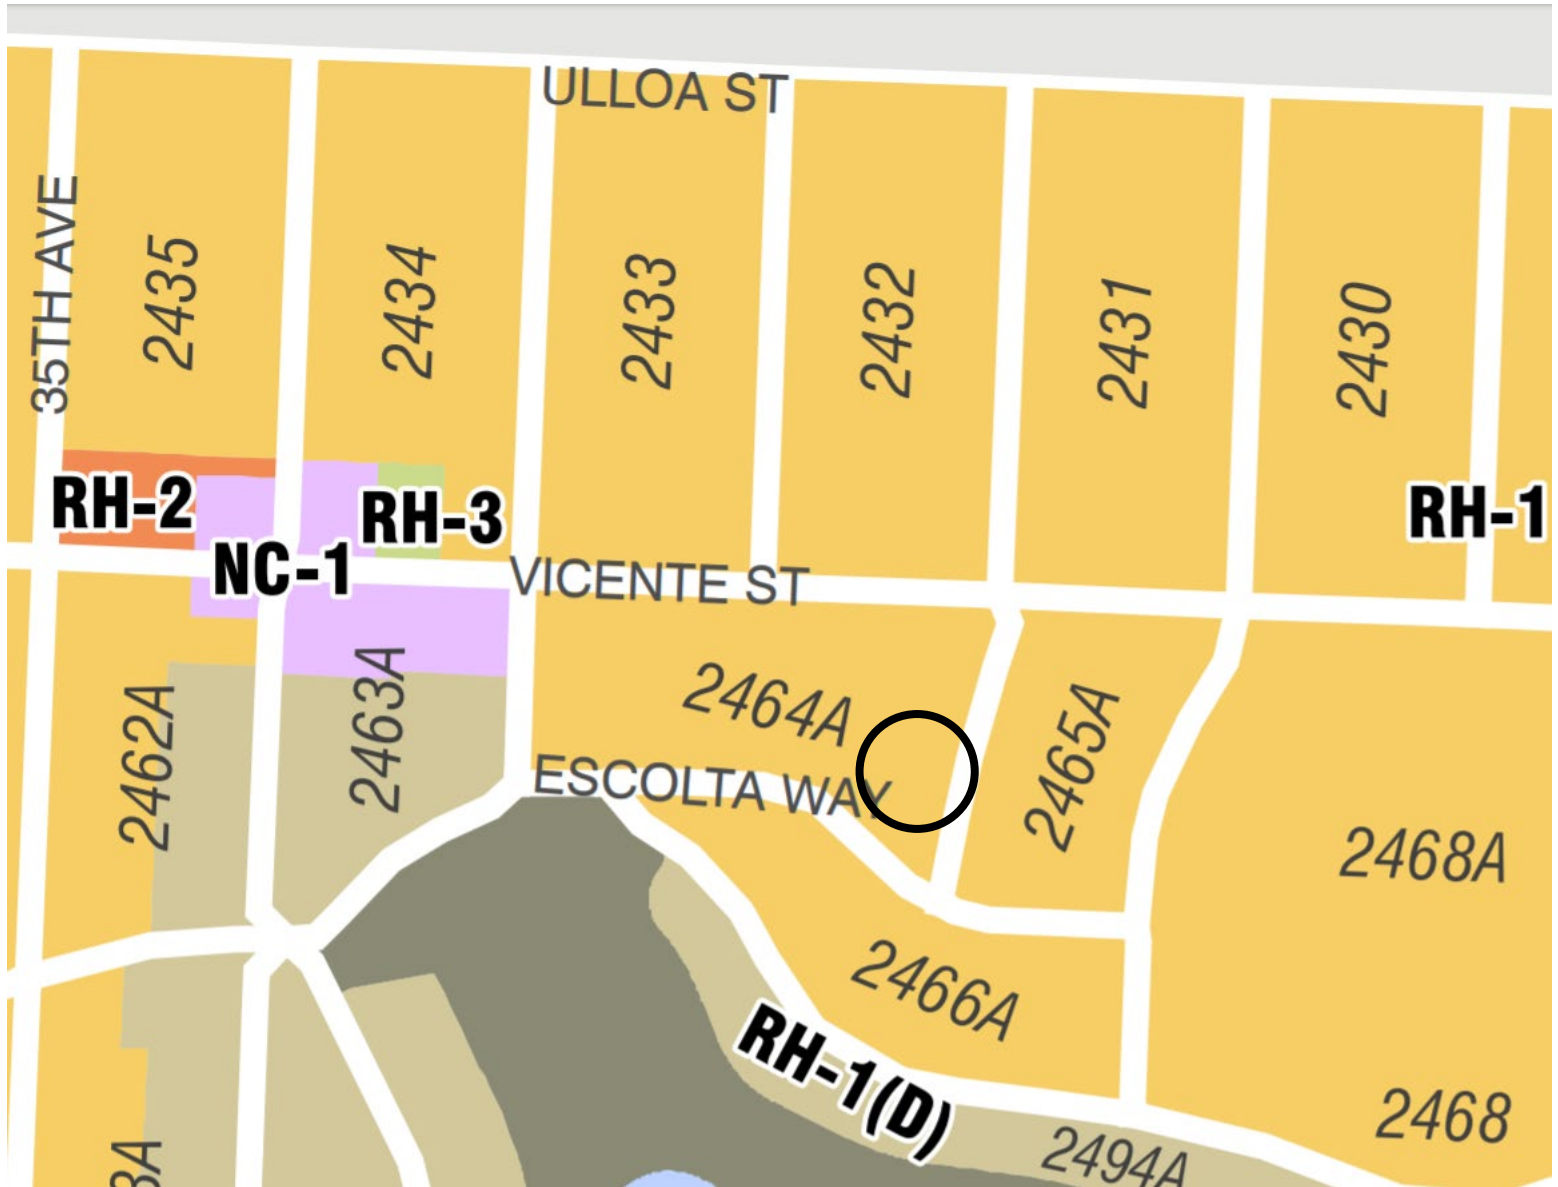 ULLOA ST
35TH AVE
2435
2434
2433
2432
2431
2430
RH-2
RH-3
RH-1
NC-1
VICENTE ST
2462A
2463A
2464A
2465A
ESCOLTA WAY
2468A
2466A
RH-1(D)
2468
2494A